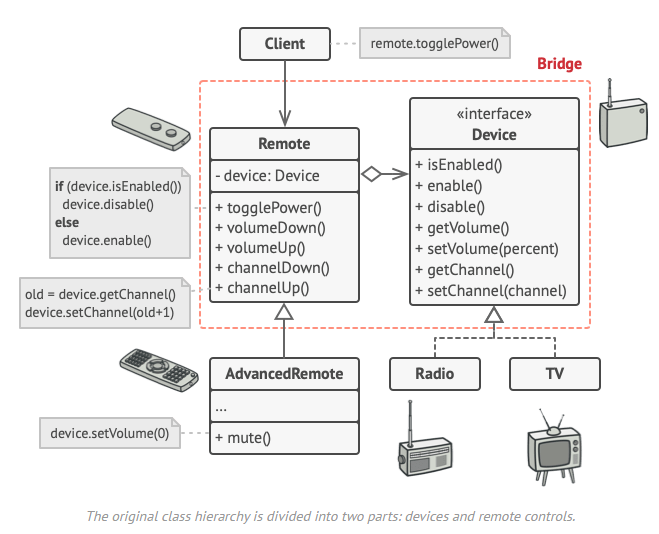 Client
remote.togglePower()
Bridge
Remote
- device: Device
+ togglePower()
+ volumeDown()
+ volumeUp()
+ channelDown()
+ channelUp()
«interface»
Device
+ isEnabled()
+ enable()
+ disable()
+ getVolume()
+ setVolume(percent)
+ getChannel()
+ setChannel(channel)
if (device.isEnabled())
device.disable()
else
device.enable()
old = device.getChannel()
device.setChannel(old+1)
AdvancedRemote
...
+ mute()
device.setVolume(0)
Radio
TV
The original class hierarchy is divided into two parts: devices and remote controls.